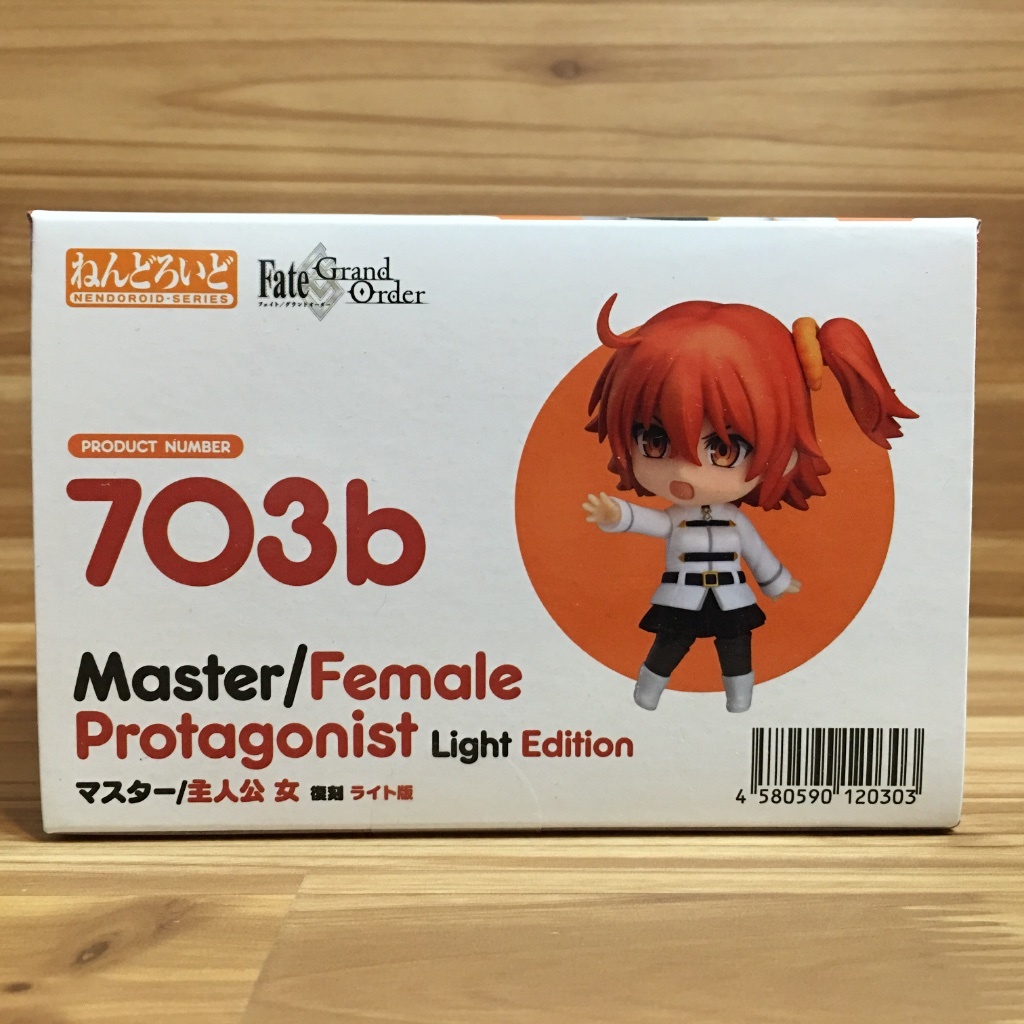 ねんどろいど
NENDOROID-SERIES
Fate/Grand Order
フェイト/グランドオーダー
PRODUCT NUMBER
703b
Master/Female
Protagonist Light Edition
マスター/主人公 女 復刻 ライト版
4 580590 120303